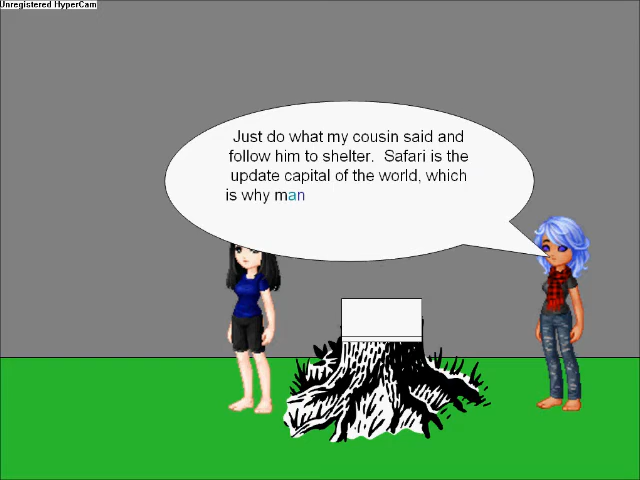 Unregistered HyperCam
Just do what my cousin said and
follow him to shelter.  Safari is the
update capital of the world, which
is why man